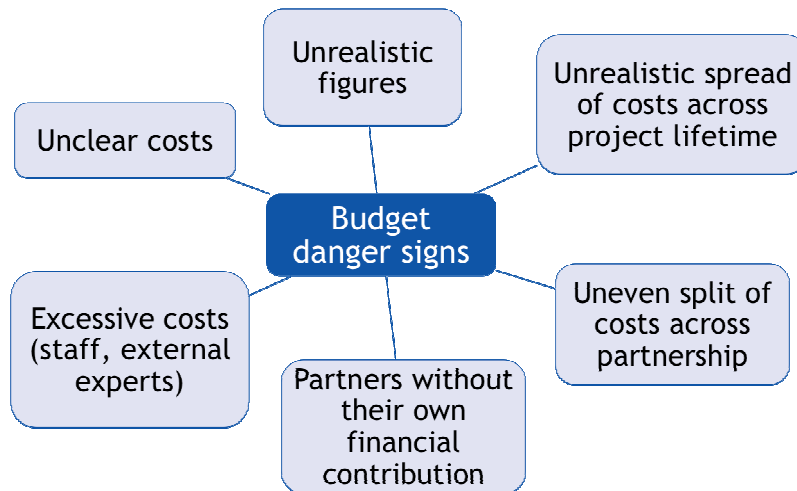 Unrealistic
figures
Unrealistic spread
of costs across
project lifetime
Unclear costs
Budget
danger signs
Uneven split of
costs across
partnership
Excessive costs
(staff, external
experts)
Partners without
their own
financial
contribution